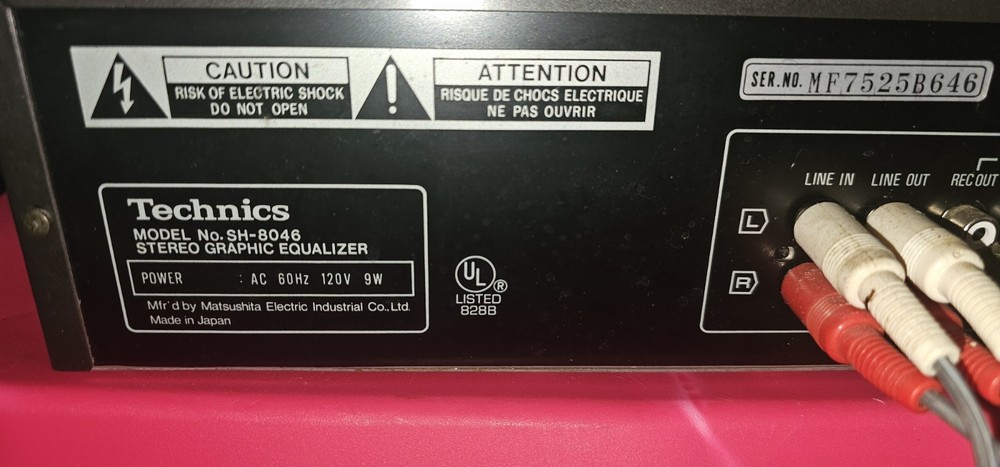 CAUTION
RISK OF ELECTRIC SHOCK
DO NOT OPEN
ATTENTION
RISQUE DE CHOCS ELECTRIQUE
NE PAS OUVRIR
SER.NO. MF7525B646
Technics
MODEL No. SH-8046
STEREO GRAPHIC EQUALIZER
POWER : AC 60Hz 120V 9W
Mfr'd by Matsushita Electric Industrial Co., Ltd.
Made in Japan
UL ®
LISTED
828B
LINE IN LINE OUT REC OUT
L
R